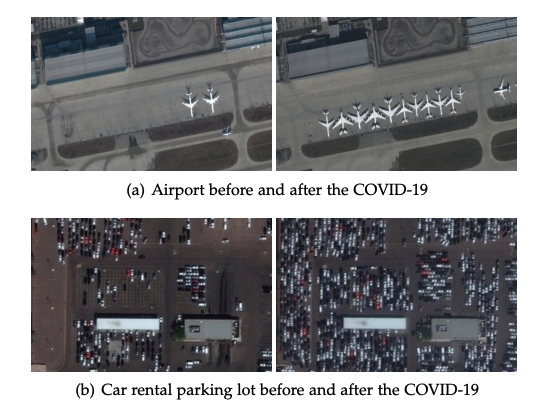 (a) Airport before and after the COVID-19
(b) Car rental parking lot before and after the COVID-19